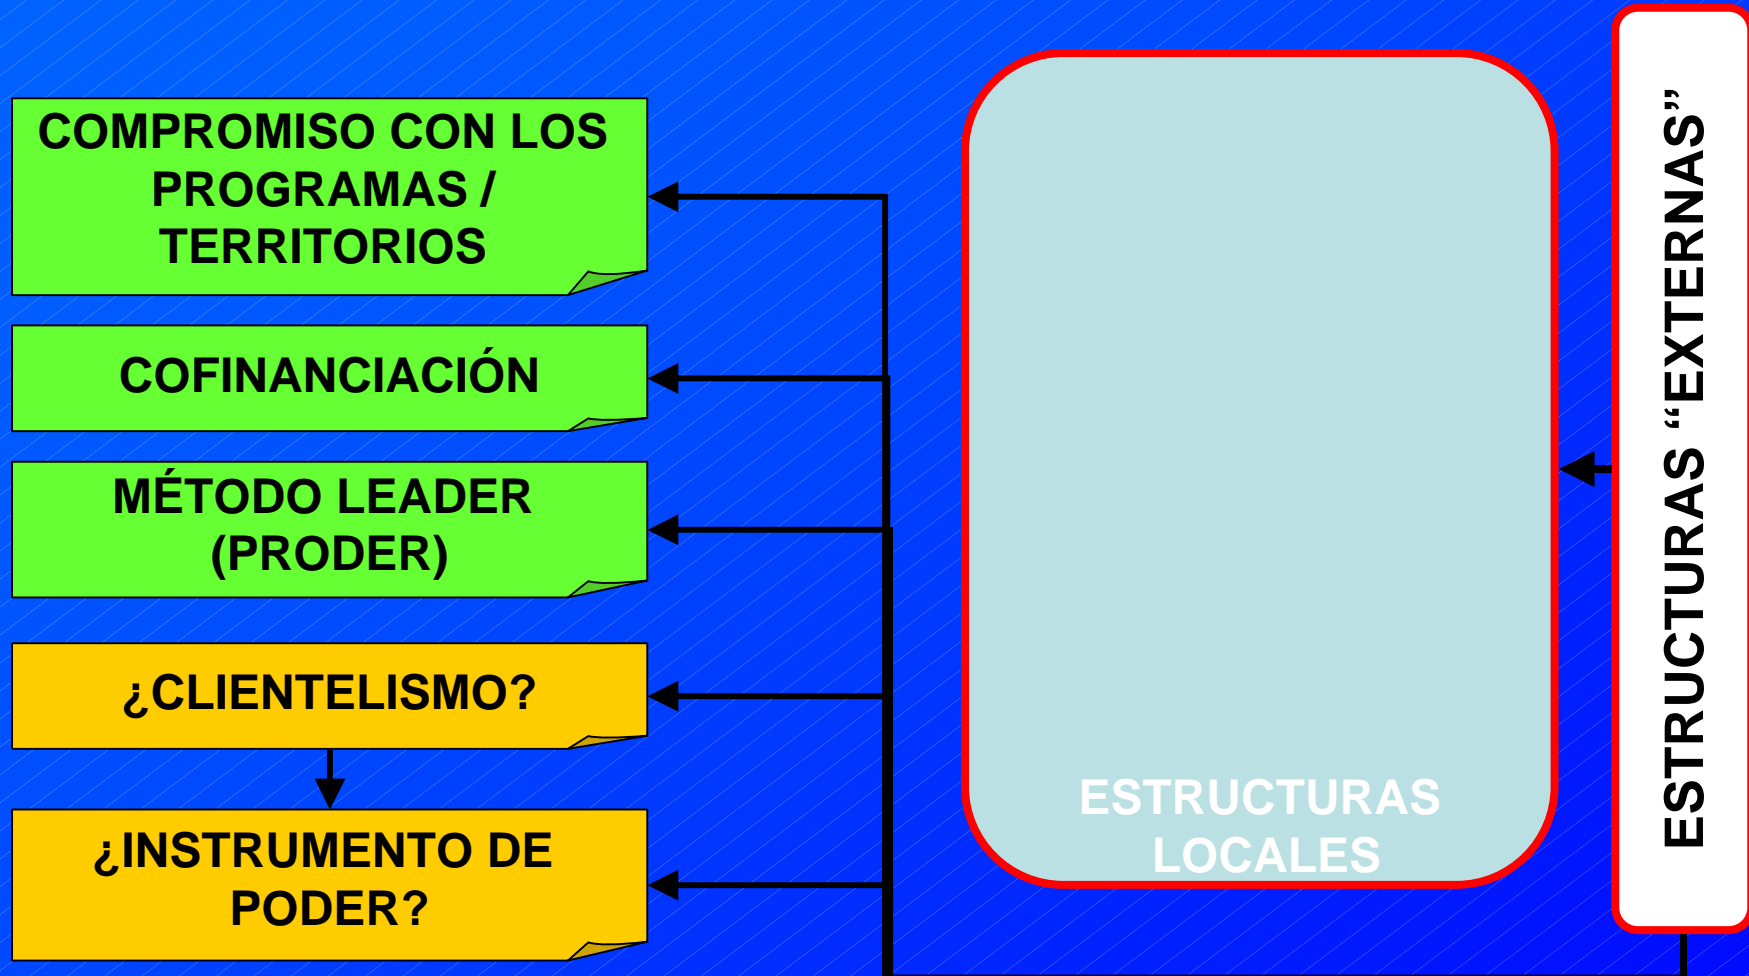 COMPROMISO CON LOS
PROGRAMAS /
TERRITORIOS
COFINANCIACIÓN
MÉTODO LEADER
(PRODER)
¿CLIENTELISMO?
¿INSTRUMENTO DE
PODER?
ESTRUCTURAS
LOCALES
ESTRUCTURAS “EXTERNAS”